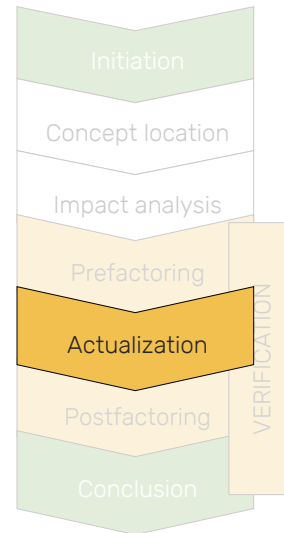 Initiation
Concept location
Impact analysis
Prefactoring
Actualization
Postfactoring
Conclusion
VERIFICATION